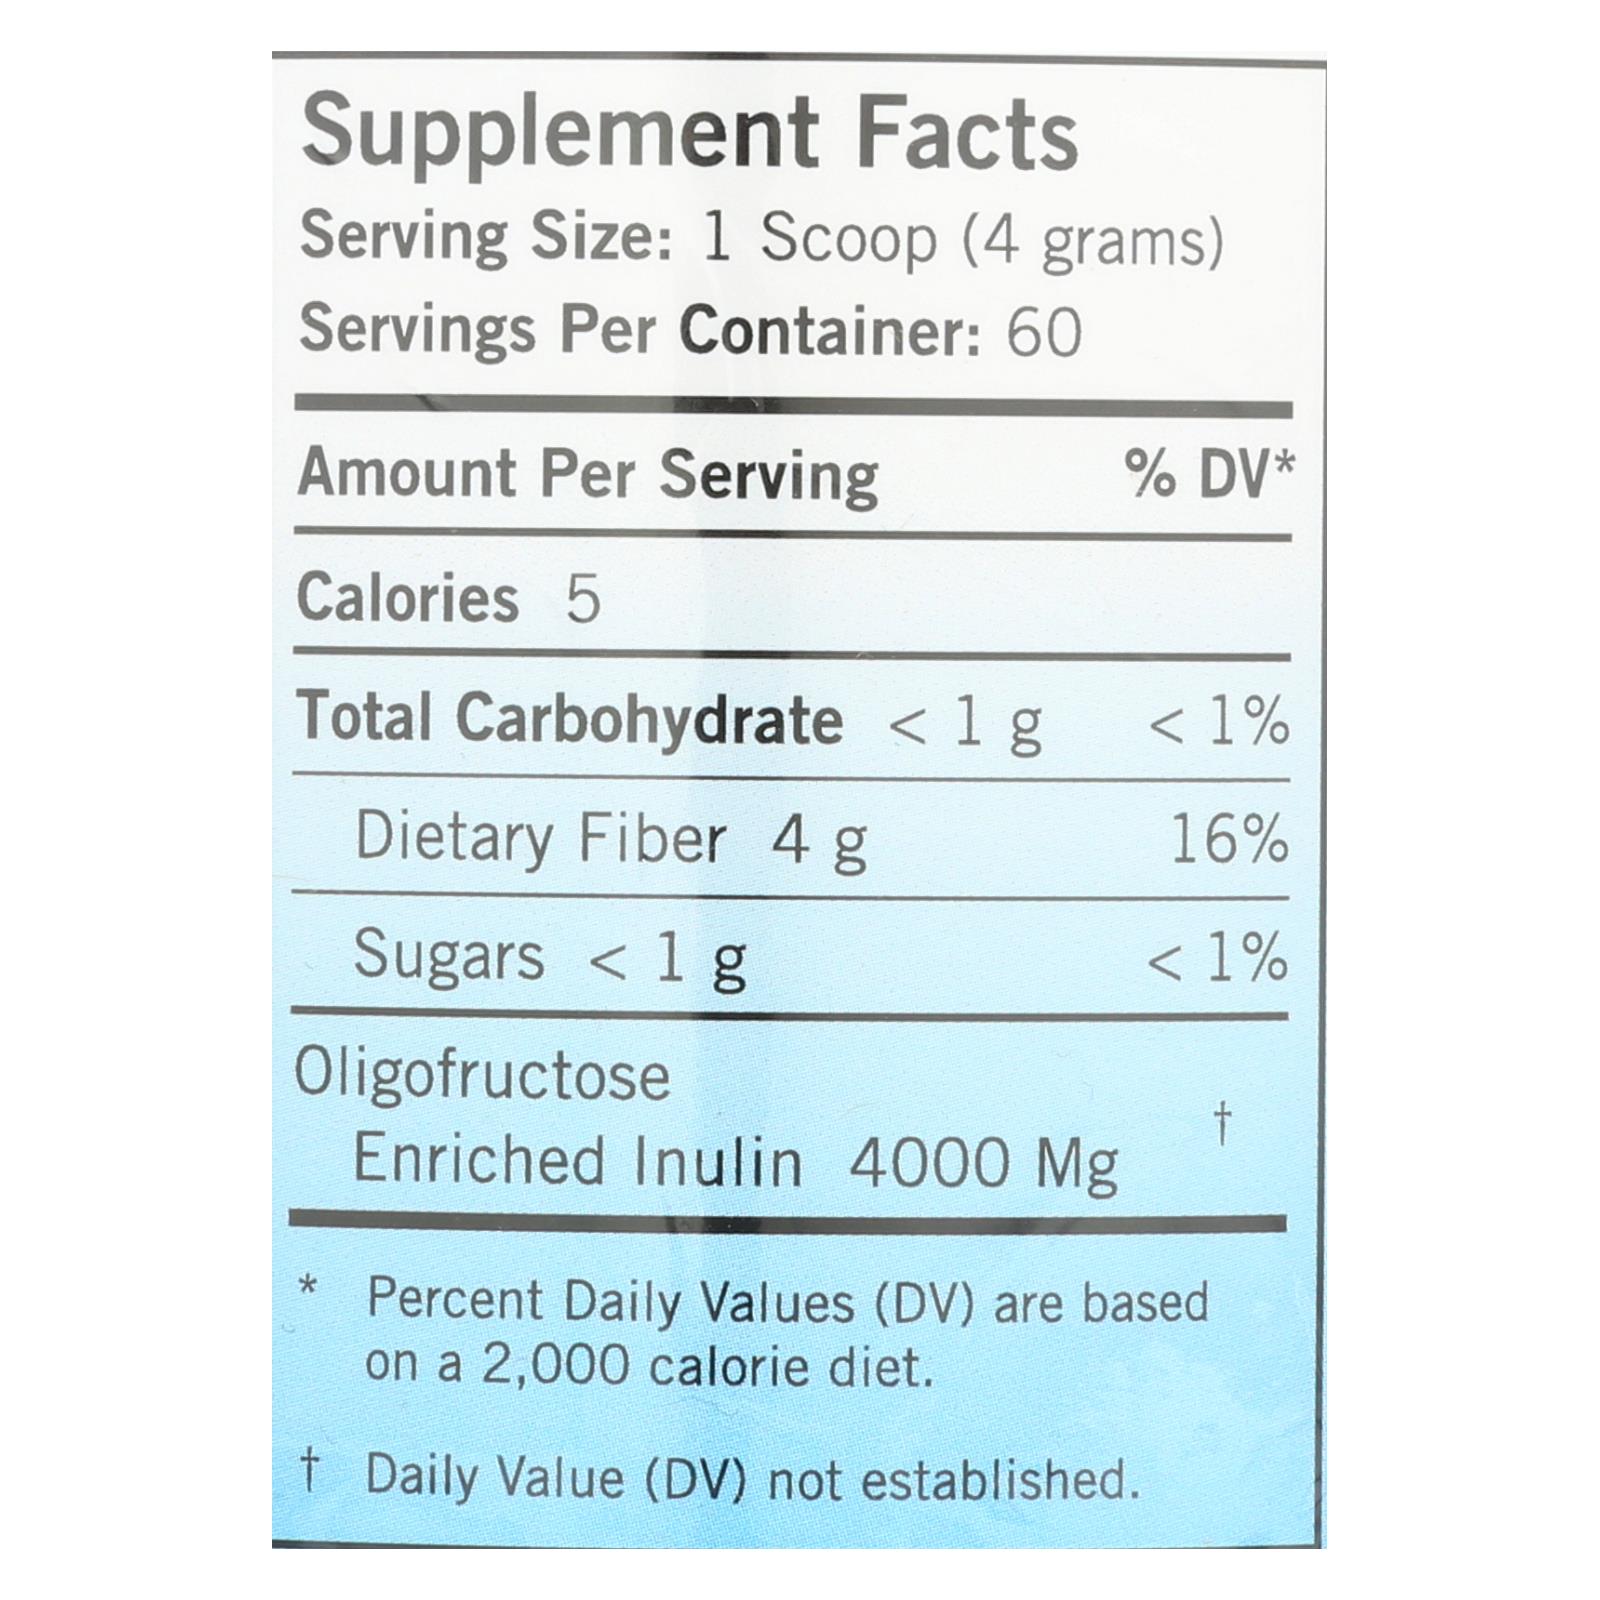 Supplement Facts
Serving Size: 1 Scoop (4 grams)
Servings Per Container: 60
Amount Per Serving % DV*
Calories 5
Total Carbohydrate < 1 g < 1%
Dietary Fiber 4 g 16%
Sugars < 1 g < 1%
Oligofructose
Enriched Inulin 4000 Mg †
* Percent Daily Values (DV) are based
on a 2,000 calorie diet.
† Daily Value (DV) not established.